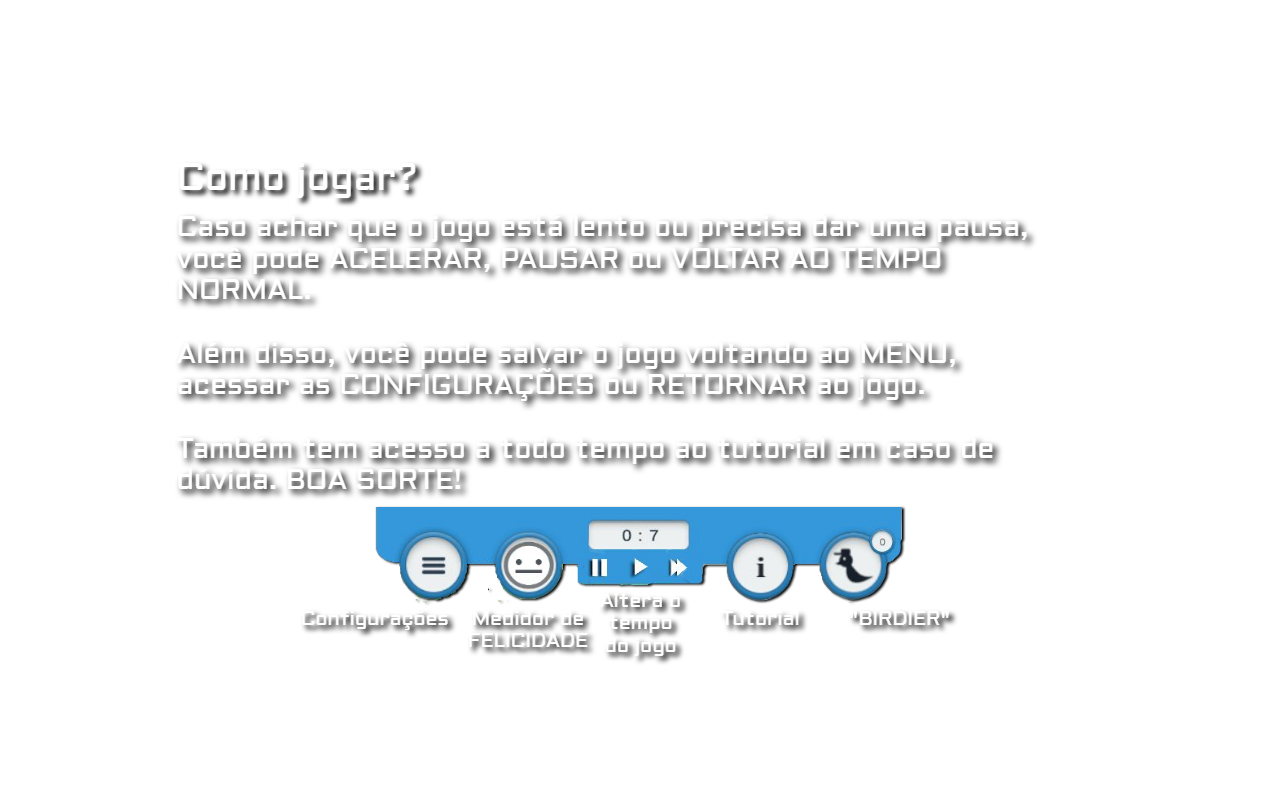 Como jogar?
Caso achar que o jogo está lento ou precisa dar uma pausa,
você pode ACELERAR, PAUSAR ou VOLTAR AO TEMPO
NORMAL.
Além disso, você pode salvar o jogo voltando ao MENU,
acessar as CONFIGURAÇÕES ou RETORNAR ao jogo.
Também tem acesso a todo tempo ao tutorial em caso de
dúvida. BOA SORTE!
0 : 7
0
i
Configurações
Medidor de
FELICIDADE
Altera o
tempo
do jogo
Tutorial
"BIRDIER"